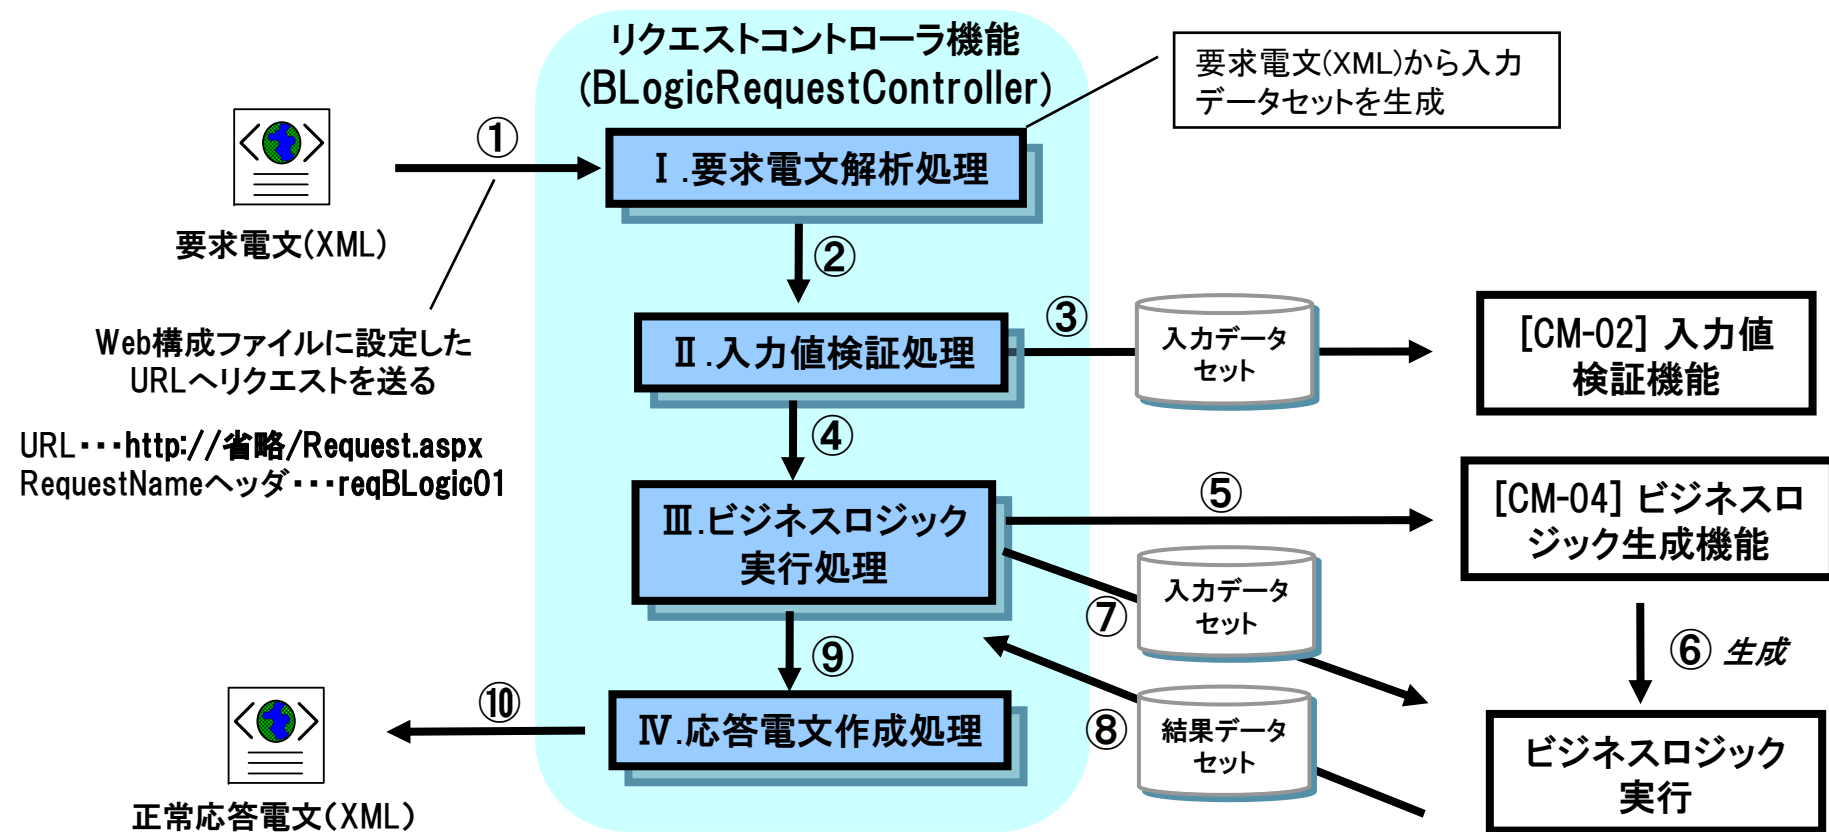 リクエストコントローラ機能
(BLogicRequestController)
要求電文(XML)から入力
データセットを生成
①
Ⅰ.要求電文解析処理
要求電文(XML)
②
Web構成ファイルに設定した
URLへリクエストを送る
URL・・・http://省略/Request.aspx
RequestNameヘッダ・・・reqBLogic01
Ⅱ.入力値検証処理
③
入力データ
セット
[CM-02] 入力値
検証機能
④
Ⅲ.ビジネスロジック
実行処理
⑤
[CM-04] ビジネスロ
ジック生成機能
⑥ 生成
⑦
入力データ
セット
⑧
結果データ
セット
ビジネスロジック
実行
⑨
Ⅳ.応答電文作成処理
⑩
正常応答電文(XML)